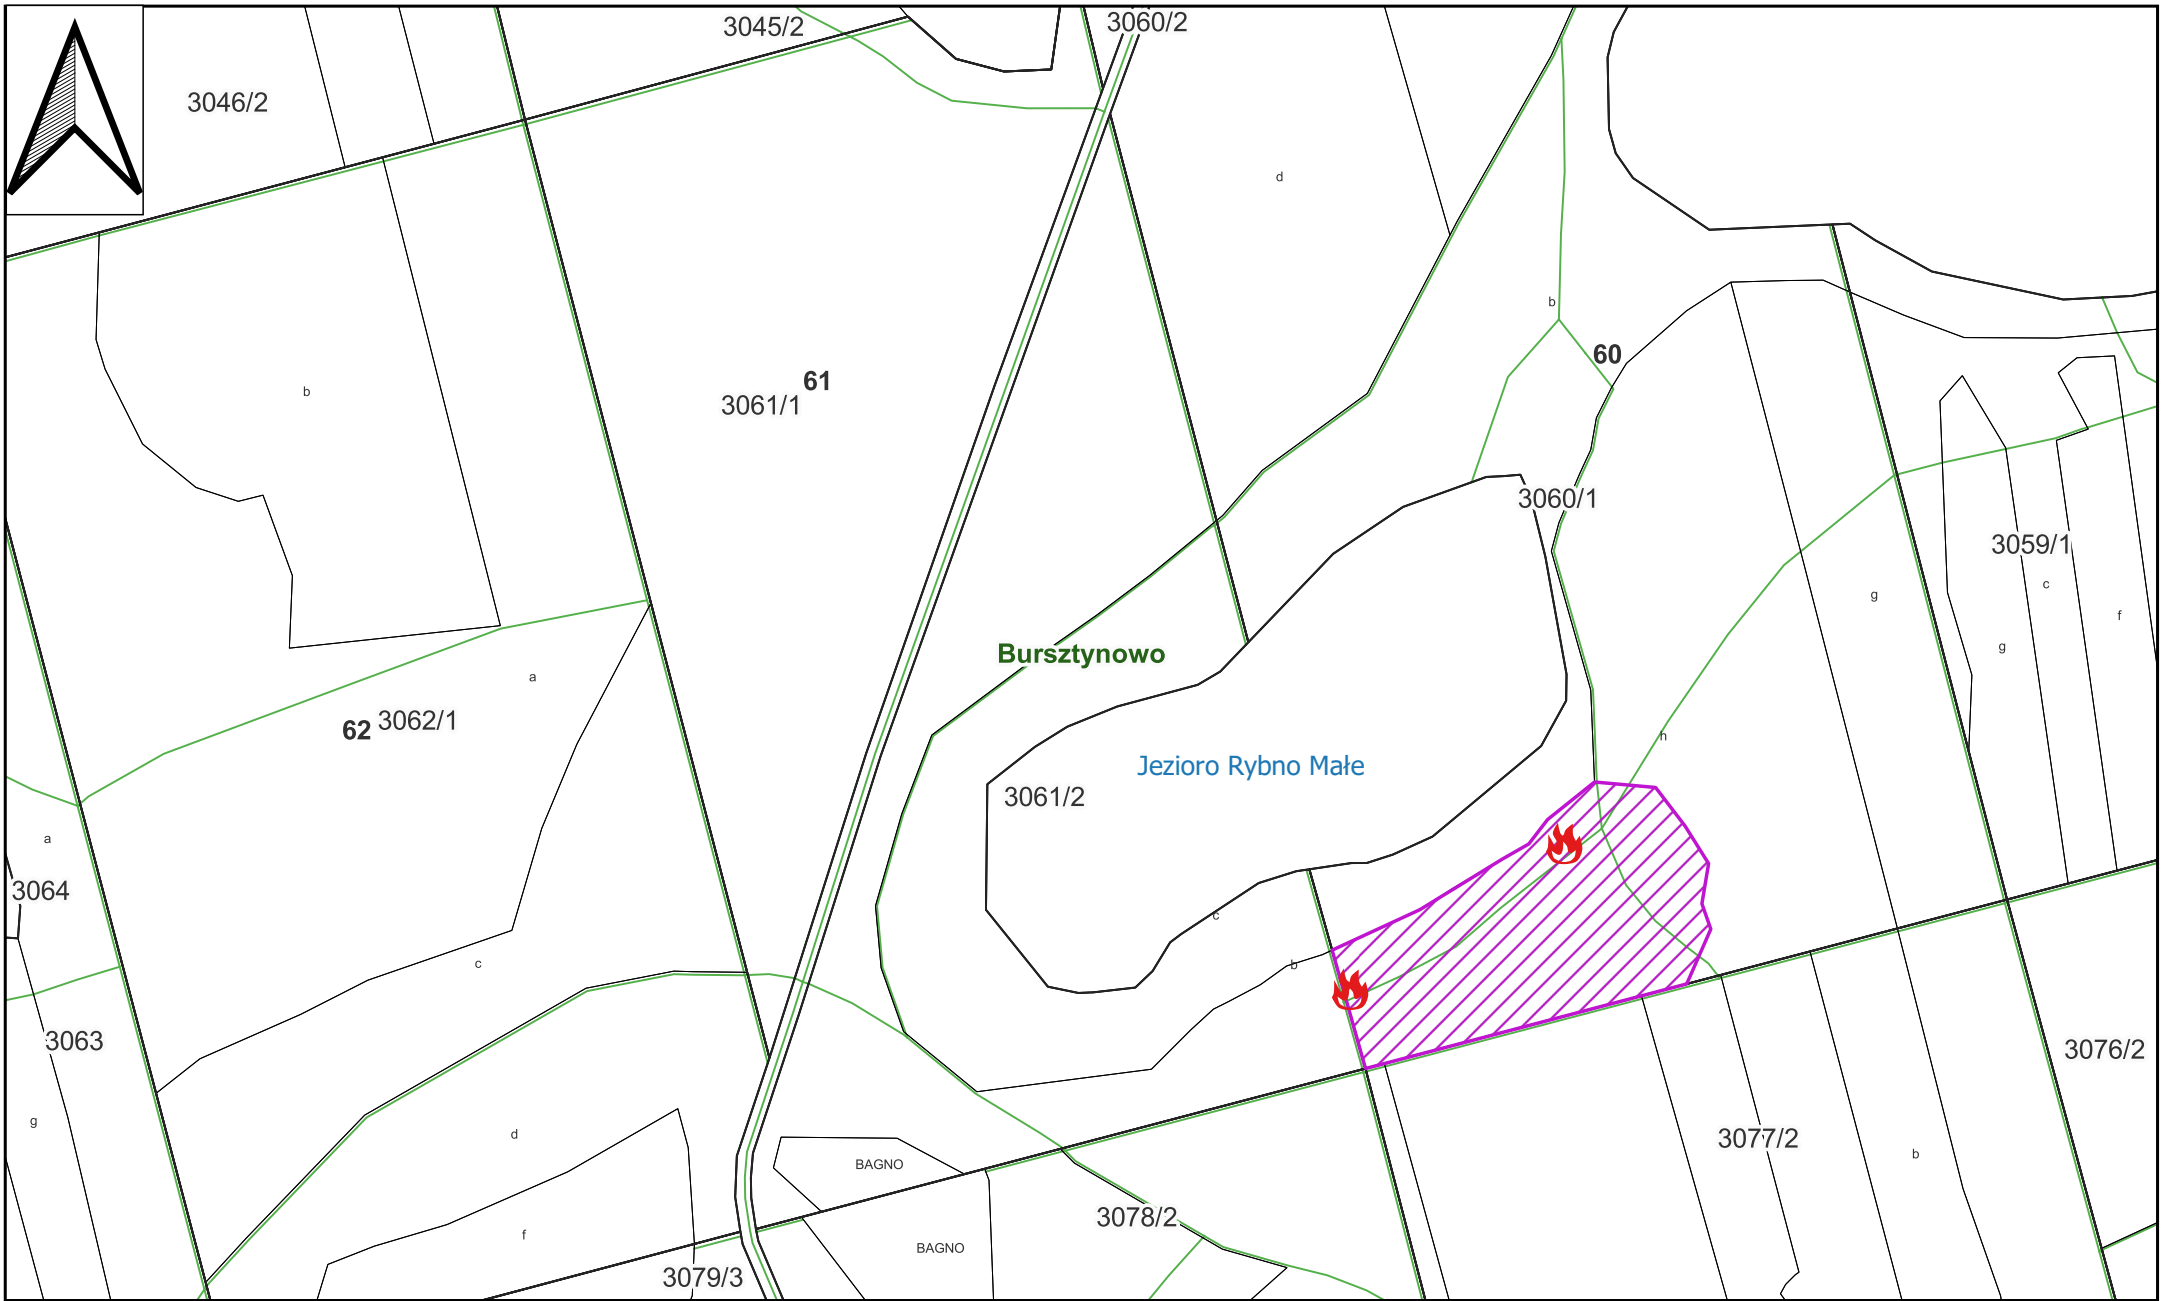 3045/2
3060/2
3046/2
d
b
60
61
3061/1
b
3060/1
3059/1
c
g
f
g
Bursztynowo
a
62 3062/1
h
Jezioro Rybno Małe
3061/2
a
3064
c
c
b
3063
3076/2
g
d
3077/2
b
BAGNO
3078/2
f
BAGNO
3079/3